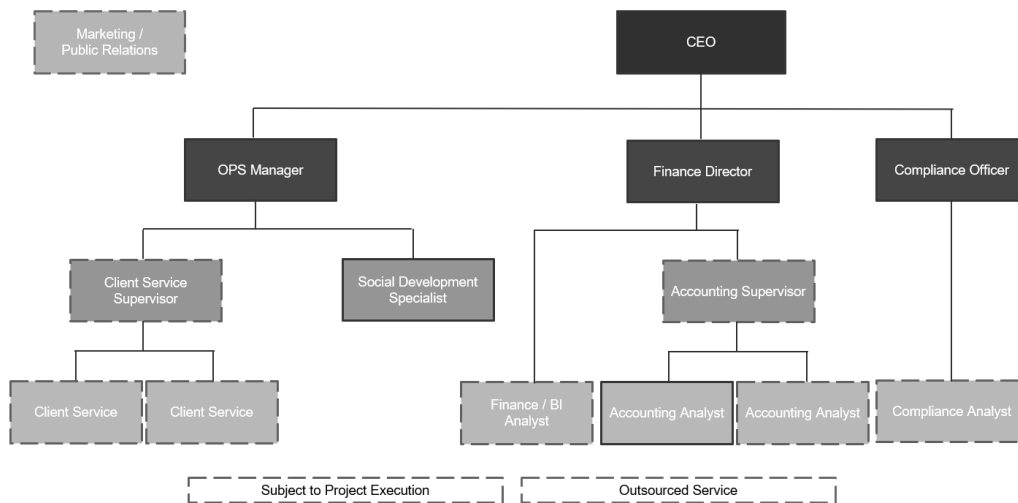 Marketing /
Public Relations
CEO
OPS Manager
Finance Director
Compliance Officer
Client Service
Supervisor
Social Development
Specialist
Accounting Supervisor
Client Service
Client Service
Finance / BI
Analyst
Accounting Analyst
Accounting Analyst
Compliance Analyst
Subject to Project Execution
Outsourced Service